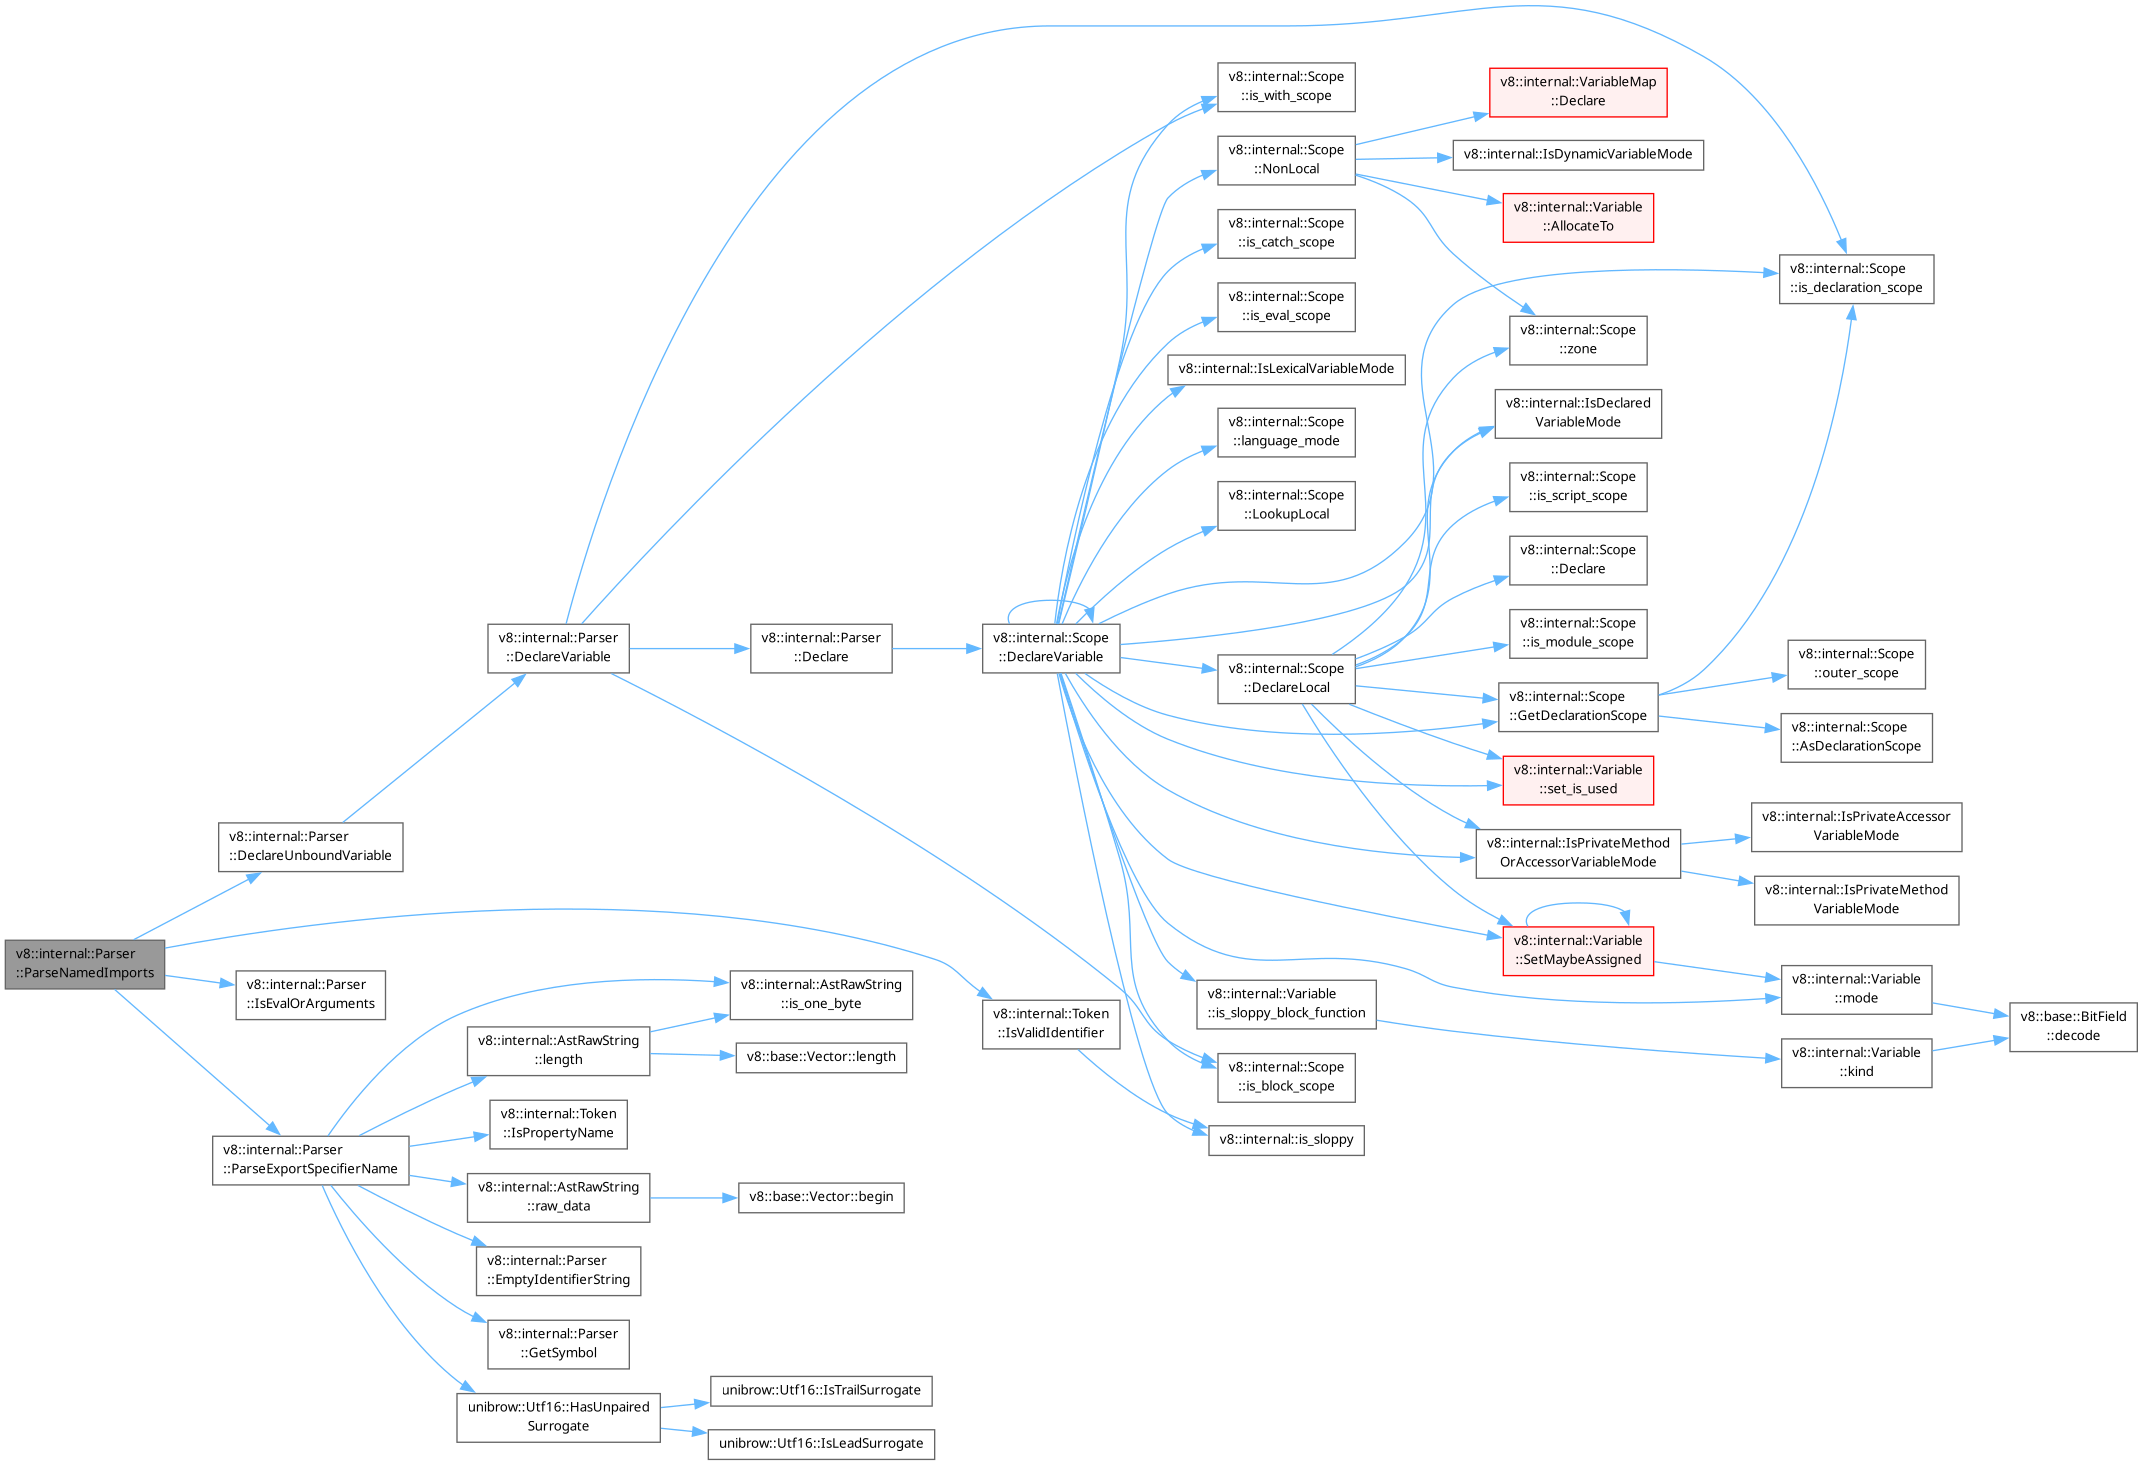 v8::internal::Parser
::ParseNamedImports
v8::internal::Parser
::DeclareUnboundVariable
v8::internal::Parser
::IsEvalOrArguments
v8::internal::Parser
::ParseExportSpecifierName
v8::internal::Parser
::DeclareVariable
v8::internal::AstRawString
::length
v8::internal::Token
::IsPropertyName
v8::internal::AstRawString
::raw_data
v8::internal::Parser
::EmptyIdentifierString
v8::internal::Parser
::GetSymbol
unibrow::Utf16::HasUnpaired
Surrogate
v8::internal::Parser
::Declare
v8::internal::AstRawString
::is_one_byte
v8::base::Vector::length
v8::base::Vector::begin
unibrow::Utf16::IsTrailSurrogate
unibrow::Utf16::IsLeadSurrogate
v8::internal::Scope
::DeclareVariable
v8::internal::Token
::IsValidIdentifier
v8::internal::Scope
::is_with_scope
v8::internal::Scope
::NonLocal
v8::internal::Scope
::is_catch_scope
v8::internal::Scope
::is_eval_scope
v8::internal::IsLexicalVariableMode
v8::internal::Scope
::language_mode
v8::internal::Scope
::LookupLocal
v8::internal::Scope
::DeclareLocal
v8::internal::Variable
::is_sloppy_block_function
v8::internal::Scope
::is_block_scope
v8::internal::is_sloppy
v8::internal::VariableMap
::Declare
v8::internal::IsDynamicVariableMode
v8::internal::Variable
::AllocateTo
v8::internal::Scope
::zone
v8::internal::IsDeclared
VariableMode
v8::internal::Scope
::is_script_scope
v8::internal::Scope
::Declare
v8::internal::Scope
::is_module_scope
v8::internal::Scope
::GetDeclarationScope
v8::internal::Variable
::set_is_used
v8::internal::IsPrivateMethod
OrAccessorVariableMode
v8::internal::Variable
::SetMaybeAssigned
v8::internal::Scope
::is_declaration_scope
v8::internal::Scope
::outer_scope
v8::internal::Scope
::AsDeclarationScope
v8::internal::IsPrivateAccessor
VariableMode
v8::internal::IsPrivateMethod
VariableMode
v8::internal::Variable
::mode
v8::internal::Variable
::kind
v8::base::BitField
::decode